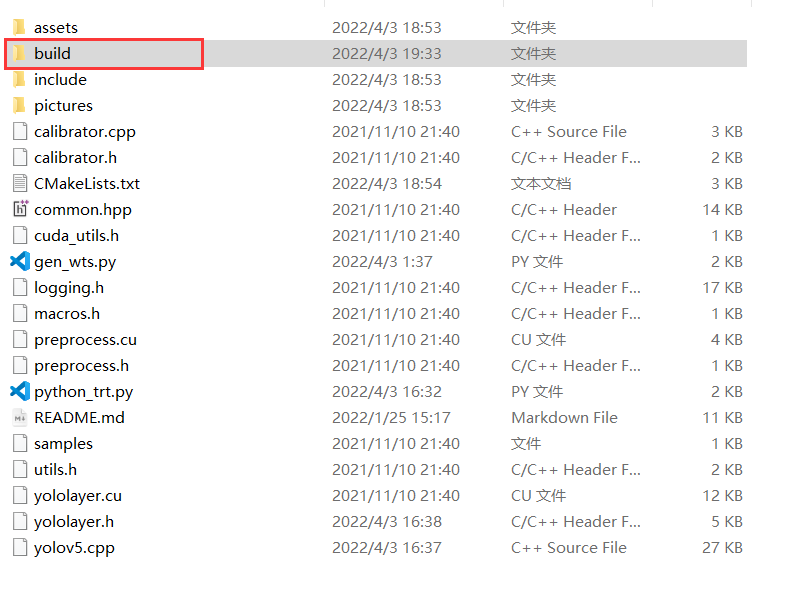 assets 2022/4/3 18:53 文件夹
build 2022/4/3 19:33 文件夹
include 2022/4/3 18:53 文件夹
pictures 2022/4/3 18:53 文件夹
calibrator.cpp 2021/11/10 21:40 C++ Source File 3 KB
calibrator.h 2021/11/10 21:40 C/C++ Header F... 2 KB
CMakeLists.txt 2022/4/3 18:54 文本文档 3 KB
common.hpp 2021/11/10 21:40 C/C++ Header 14 KB
cuda_utils.h 2021/11/10 21:40 C/C++ Header F... 1 KB
gen_wts.py 2022/4/3 1:37 PY 文件 2 KB
logging.h 2021/11/10 21:40 C/C++ Header F... 17 KB
macros.h 2021/11/10 21:40 C/C++ Header F... 1 KB
preprocess.cu 2021/11/10 21:40 CU 文件 4 KB
preprocess.h 2021/11/10 21:40 C/C++ Header F... 1 KB
python_trt.py 2022/4/3 16:32 PY 文件 2 KB
README.md 2022/1/25 15:17 Markdown File 11 KB
samples 2021/11/10 21:40 文件 1 KB
utils.h 2021/11/10 21:40 C/C++ Header F... 2 KB
yololayer.cu 2021/11/10 21:40 CU 文件 12 KB
yololayer.h 2022/4/3 16:38 C/C++ Header F... 5 KB
yolov5.cpp 2022/4/3 16:37 C++ Source File 27 KB